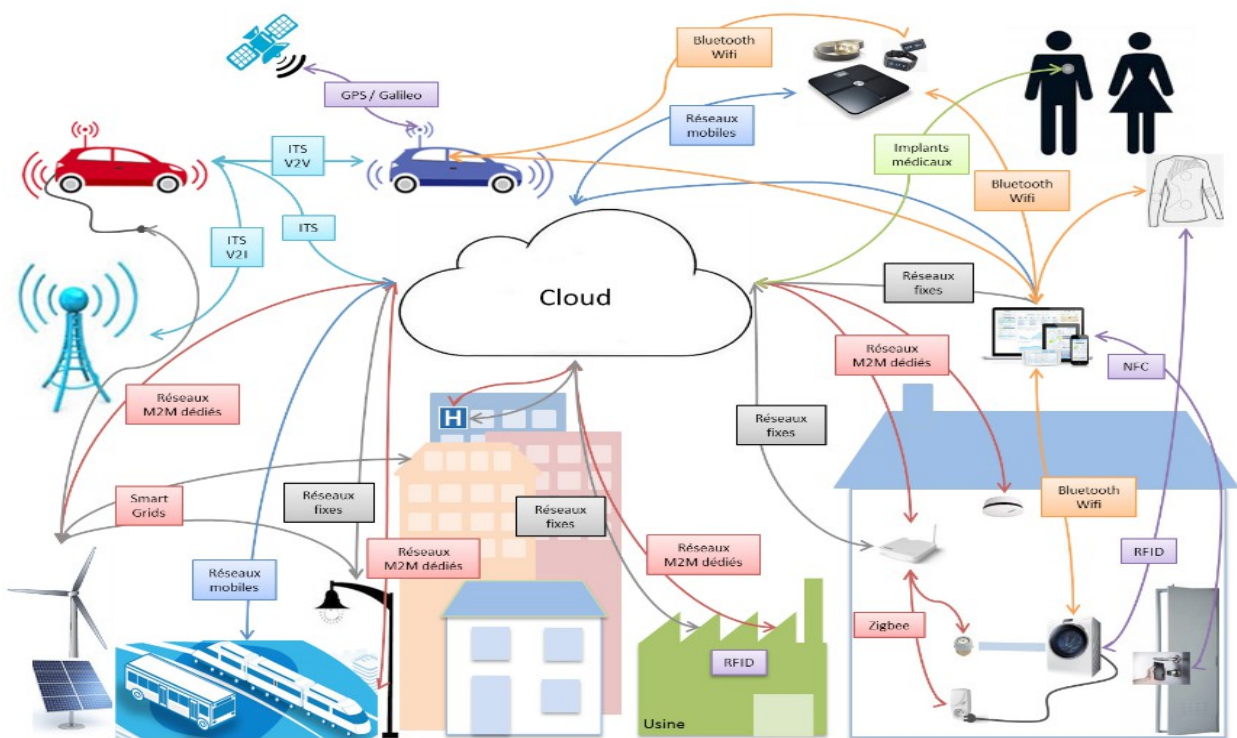 Bluetooth
Wifi
GPS / Galileo
Réseaux
mobiles
ITS
V2V
Implants
médicaux
Bluetooth
Wifi
ITS
ITS
V2I
Réseaux
fixes
Cloud
Réseaux
M2M dédiés
NFC
Réseaux
M2M dédiés
H
Réseaux
fixes
Smart
Grids
Réseaux
fixes
Réseaux
fixes
Bluetooth
Wifi
Réseaux
M2M dédiés
Réseaux
M2M dédiés
RFID
Réseaux
mobiles
Zigbee
RFID
Usine